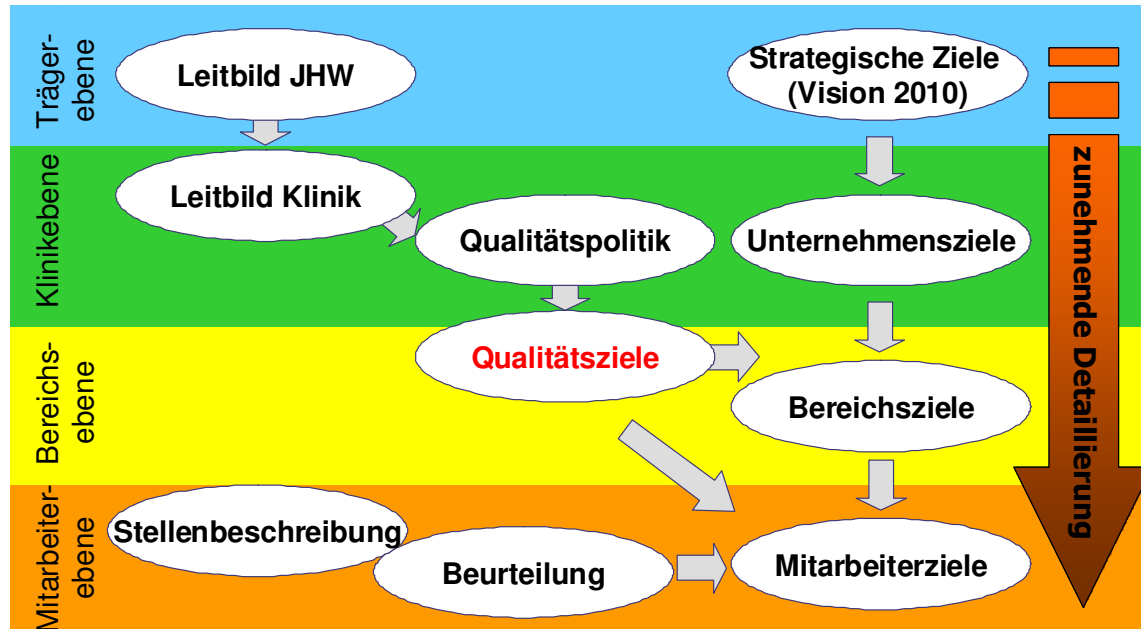 Träger-
ebene
Leitbild JHW
Strategische Ziele
(Vision 2010)
Klinikebene
Leitbild Klinik
Qualitätspolitik
Unternehmensziele
Bereichs-
ebene
Qualitätsziele
Bereichsziele
Mitarbeiter-
ebene
Stellenbeschreibung
Beurteilung
Mitarbeiterziele
zunehmende Detaillierung